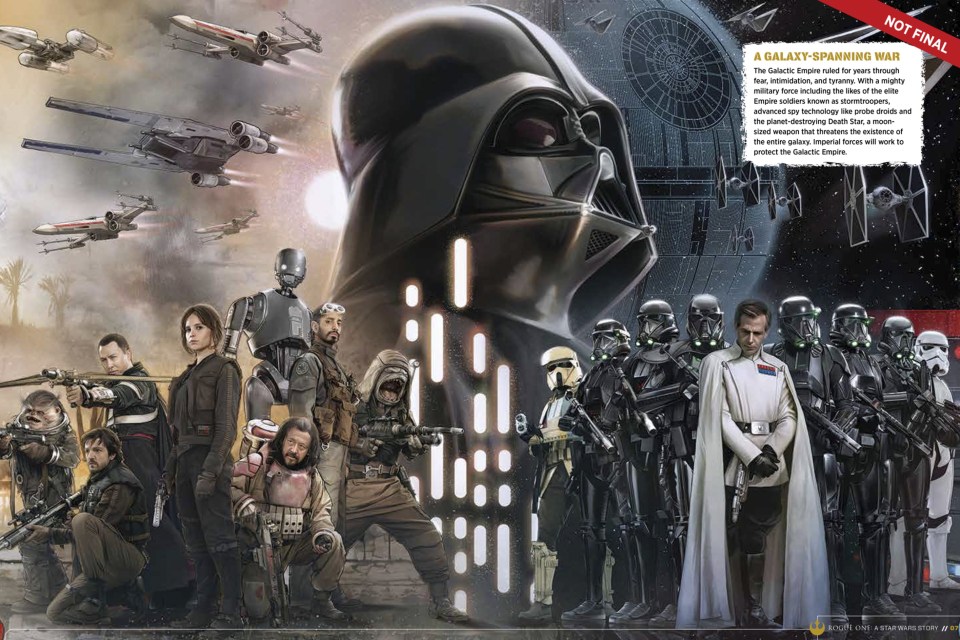 NOT FINAL
A GALAXY-SPANNING WAR
The Galactic Empire ruled for years through
fear, intimidation, and tyranny. With a mighty
military force including the likes of the elite
Empire soldiers known as stormtroopers,
advanced spy technology like probe droids and
the planet-destroying Death Star, a moon-
sized weapon that threatens the existence of
the entire galaxy. Imperial forces will work to
protect the Galactic Empire.
ROGUE ONE: A STAR WARS STORY // 67